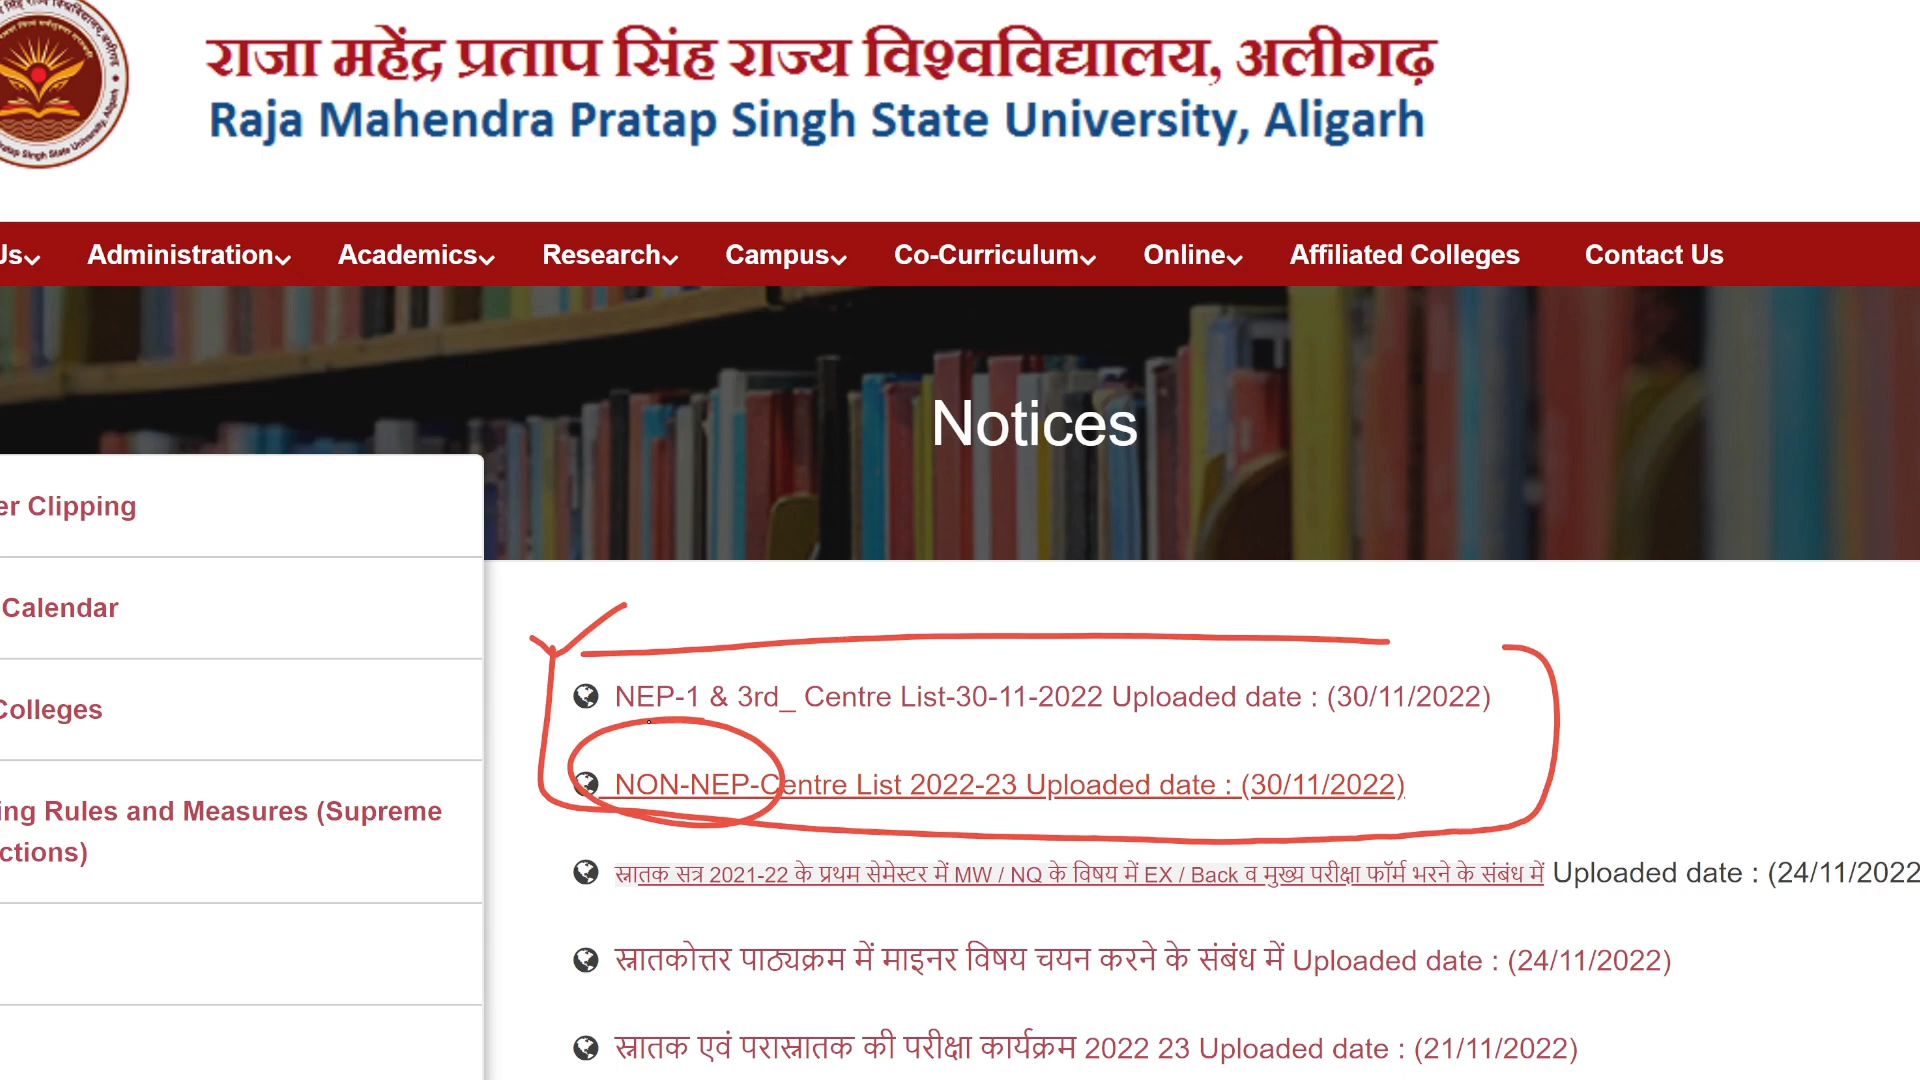 राजा महेंद्र प्रताप सिंह राज्य विश्वविद्यालय, अलीगढ़
Raja Mahendra Pratap Singh State University, Aligarh
Us Administration Academics Research Campus Co-Curriculum Online Affiliated Colleges Contact Us
Notices
er Clipping
Calendar
Colleges
ing Rules and Measures (Supreme
ctions)
NEP-1 & 3rd_ Centre List-30-11-2022 Uploaded date : (30/11/2022)
NON-NEP-Centre List 2022-23 Uploaded date : (30/11/2022)
स्नातक सत्र 2021-22 के प्रथम सेमेस्टर में MW / NQ के विषय में EX / Back व मुख्य परीक्षा फॉर्म भरने के संबंध में Uploaded date : (24/11/2022
स्नातकोत्तर पाठ्यक्रम में माइनर विषय चयन करने के संबंध में Uploaded date : (24/11/2022)
स्नातक एवं परास्नातक की परीक्षा कार्यक्रम 2022 23 Uploaded date : (21/11/2022)